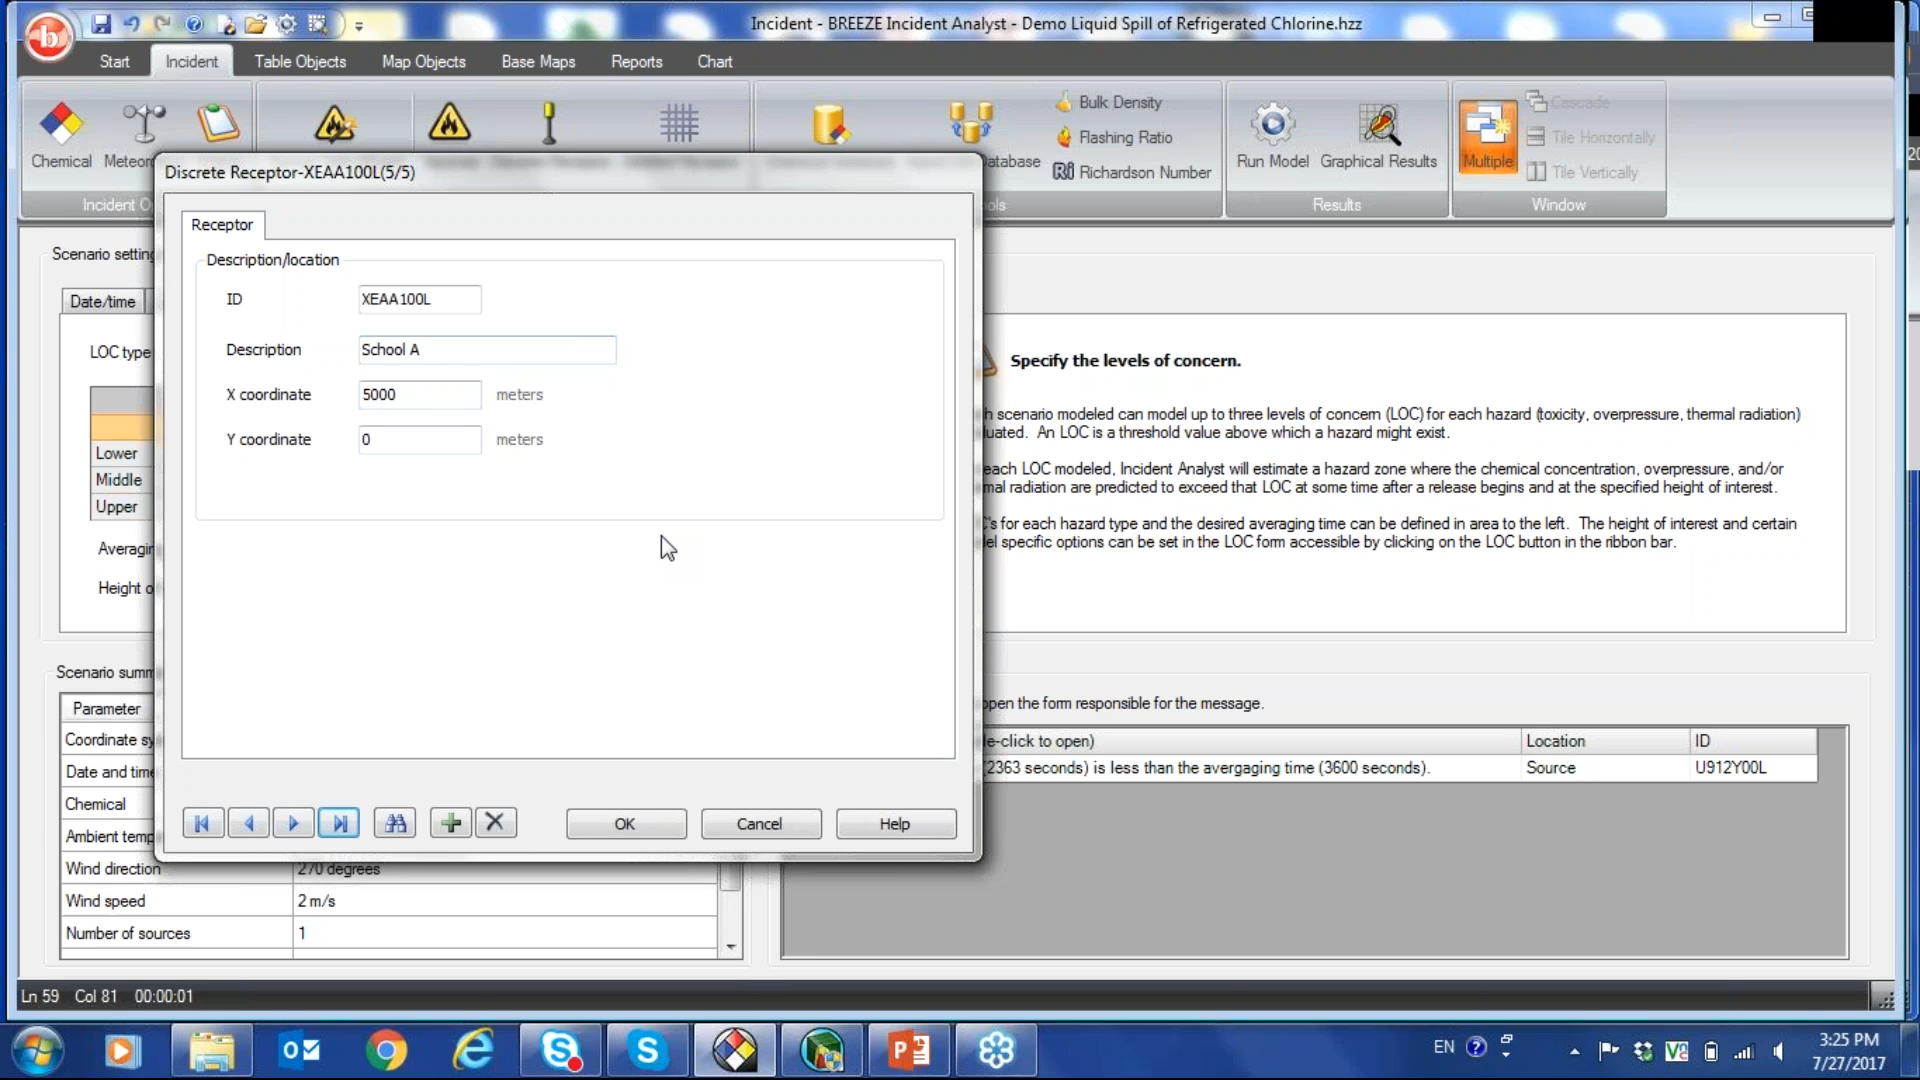 Incident - BREEZE Incident Analyst - Demo Liquid Spill of Refrigerated Chlorine.hzz
Start
Incident
Table Objects
Map Objects
Base Maps
Reports
Chart
Chemical
Bulk Density
Flashing Ratio
Richardson Number
Run Model
Graphical Results
Multiple
Cascade
Tile Horizontally
Tile Vertically
Results
Window
Discrete Receptor-XEAA100L(5/5)
Receptor
Description/location
ID
XEAA100L
Description
School A
X coordinate
5000
meters
Y coordinate
0
meters
OK
Cancel
Help
Date/time
LOC type
Lower
Middle
Upper
Specify the levels of concern.
scenario modeled can model up to three levels of concern (LOC) for each hazard (toxicity, overpressure, thermal radiation)
An LOC is a threshold value above which a hazard might exist.
each LOC modeled, Incident Analyst will estimate a hazard zone where the chemical concentration, overpressure, and/or
radiation are predicted to exceed that LOC at some time after a release begins and at the specified height of interest.
for each hazard type and the desired averaging time can be defined in area to the left. The height of interest and certain
specific options can be set in the LOC form accessible by clicking on the LOC button in the ribbon bar.
Parameter
Chemical
Wind direction
270 degrees
Wind speed
2 m/s
Number of sources
1
open the form responsible for the message.
to open)
Location
ID
(2363 seconds) is less than the avergaging time (3600 seconds).
Source
U912Y00L
Ln 59 Col 81 00:00:01
EN
3:25 PM
7/27/2017